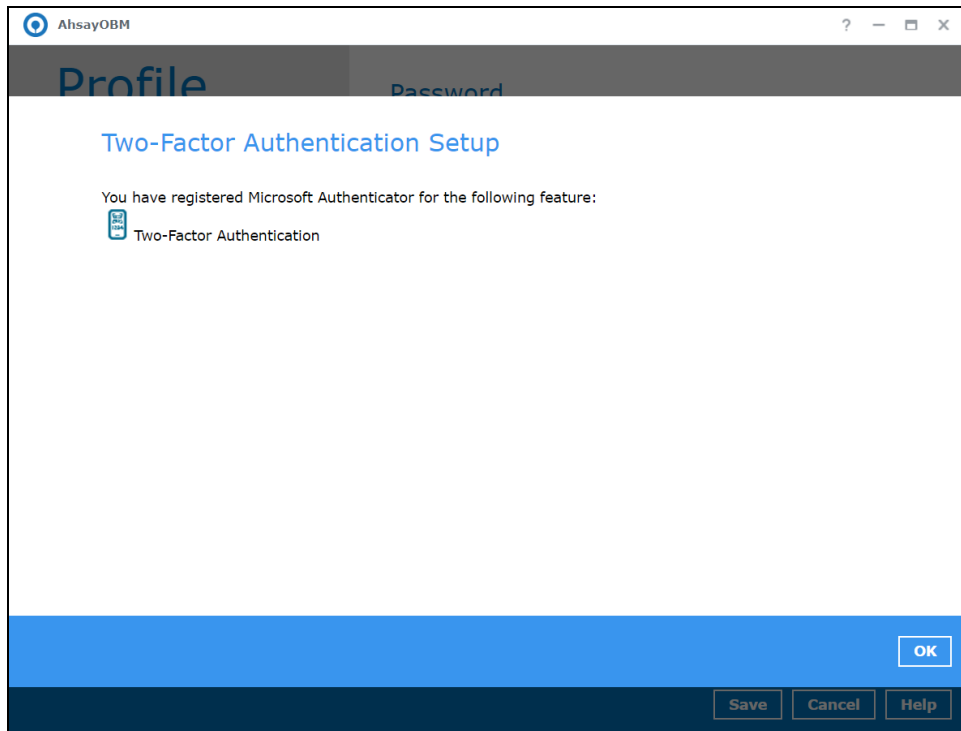 AhsayOBM
Profile
Password
Two-Factor Authentication Setup
You have registered Microsoft Authenticator for the following feature:
Two-Factor Authentication
OK
Save Cancel Help